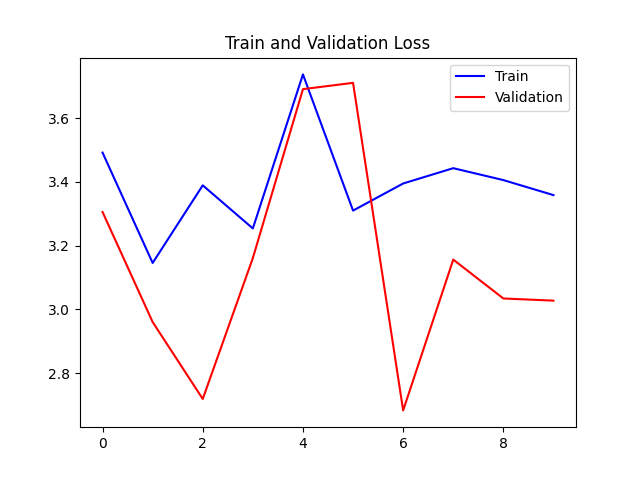 Train and Validation Loss
Train
Validation
3.6
3.4
3.2
3.0
2.8
0 2 4 6 8